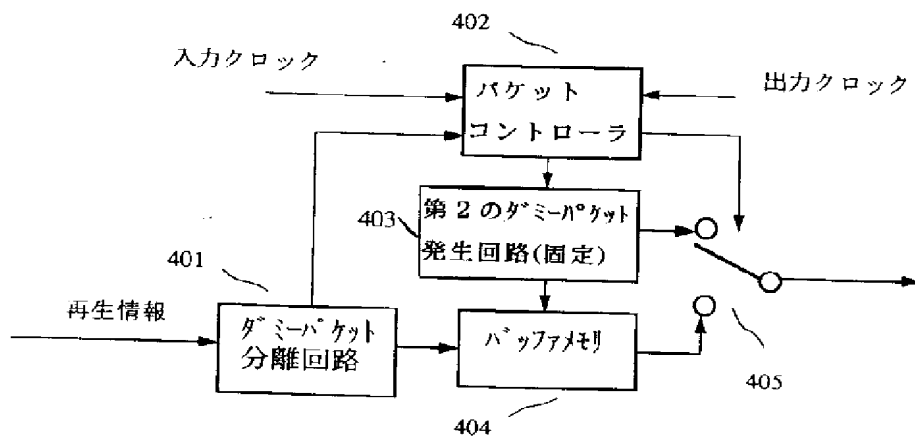 402
入力クロック
出力クロック
パケット
コントローラ
403
第2のダミーパケット
発生回路(固定)
401
再生情報
ダミーパケット
分離回路
バッファメモリ
404
405